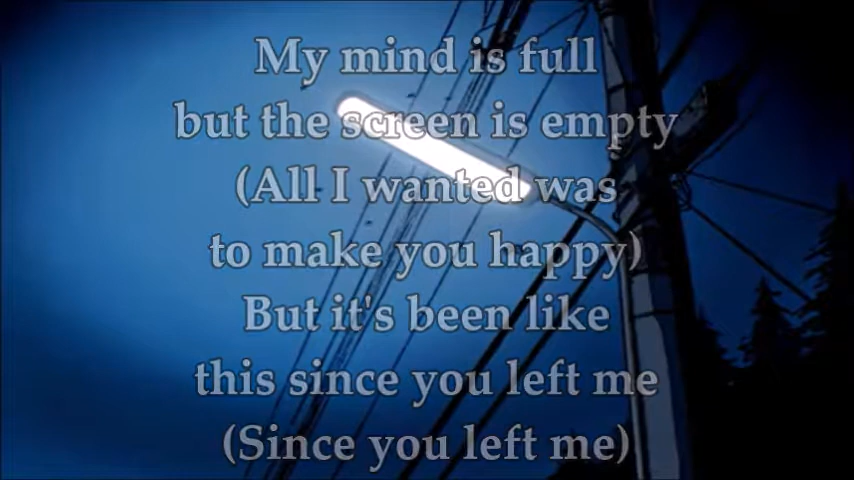 My mind is full
but the screen is empty
(All I wanted was
to make you happy)
But it's been like
this since you left me
(Since you left me)